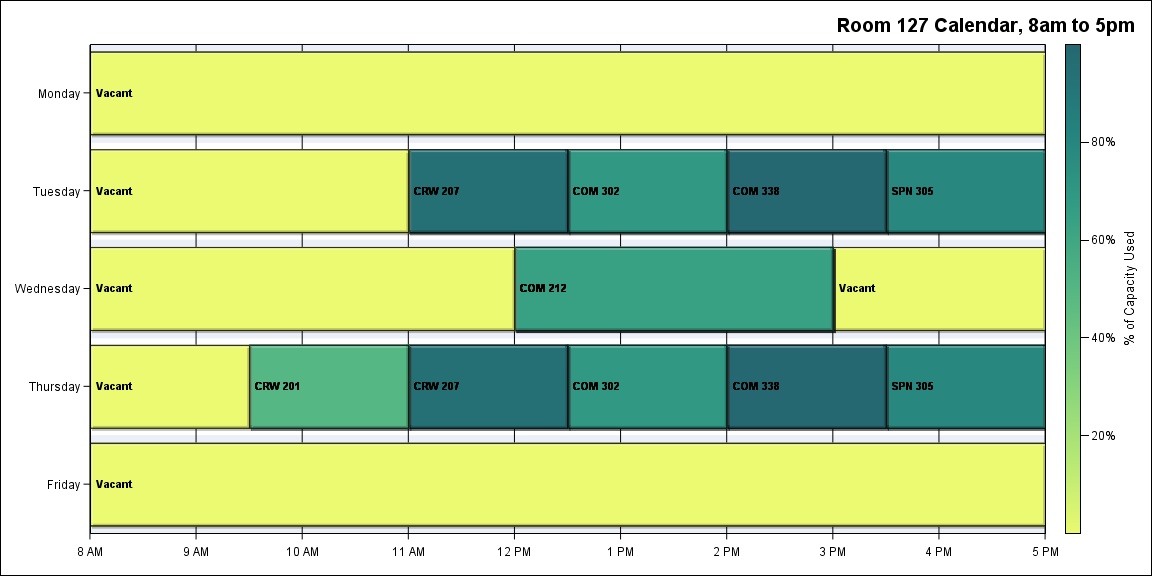 Room 127 Calendar, 8am to 5pm
Monday
Vacant
Tuesday
Vacant
CRW 207
COM 302
COM 338
SPN 305
Wednesday
Vacant
COM 212
Vacant
Thursday
Vacant
CRW 201
CRW 207
COM 302
COM 338
SPN 305
Friday
Vacant
8 AM
9 AM
10 AM
11 AM
12 PM
1 PM
2 PM
3 PM
4 PM
5 PM
80%
60%
40%
20%
% of Capacity Used